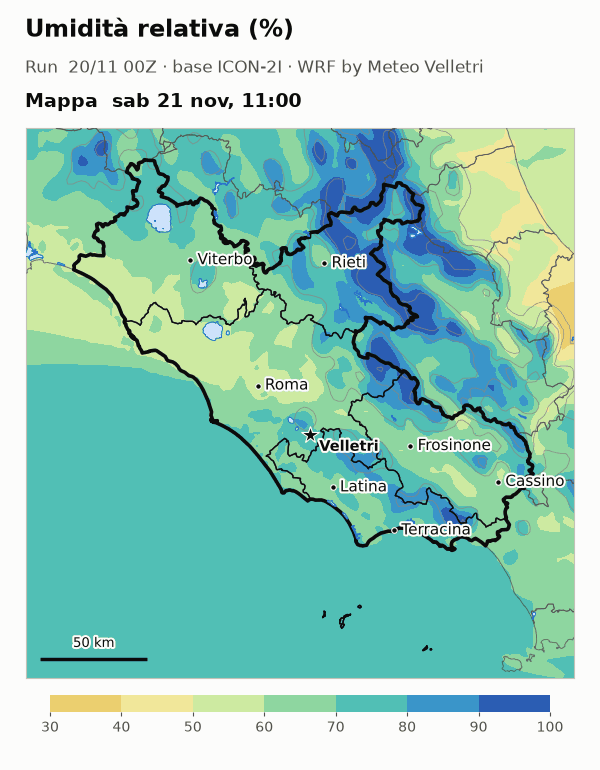 Umidità relativa (%)
Run 20/11 00Z · base ICON-2I · WRF by Meteo Velletri
Mappa sab 21 nov, 11:00
Viterbo
Rieti
Roma
Velletri
Frosinone
Cassino
Latina
Terracina
50 km
30 40 50 60 70 80 90 100